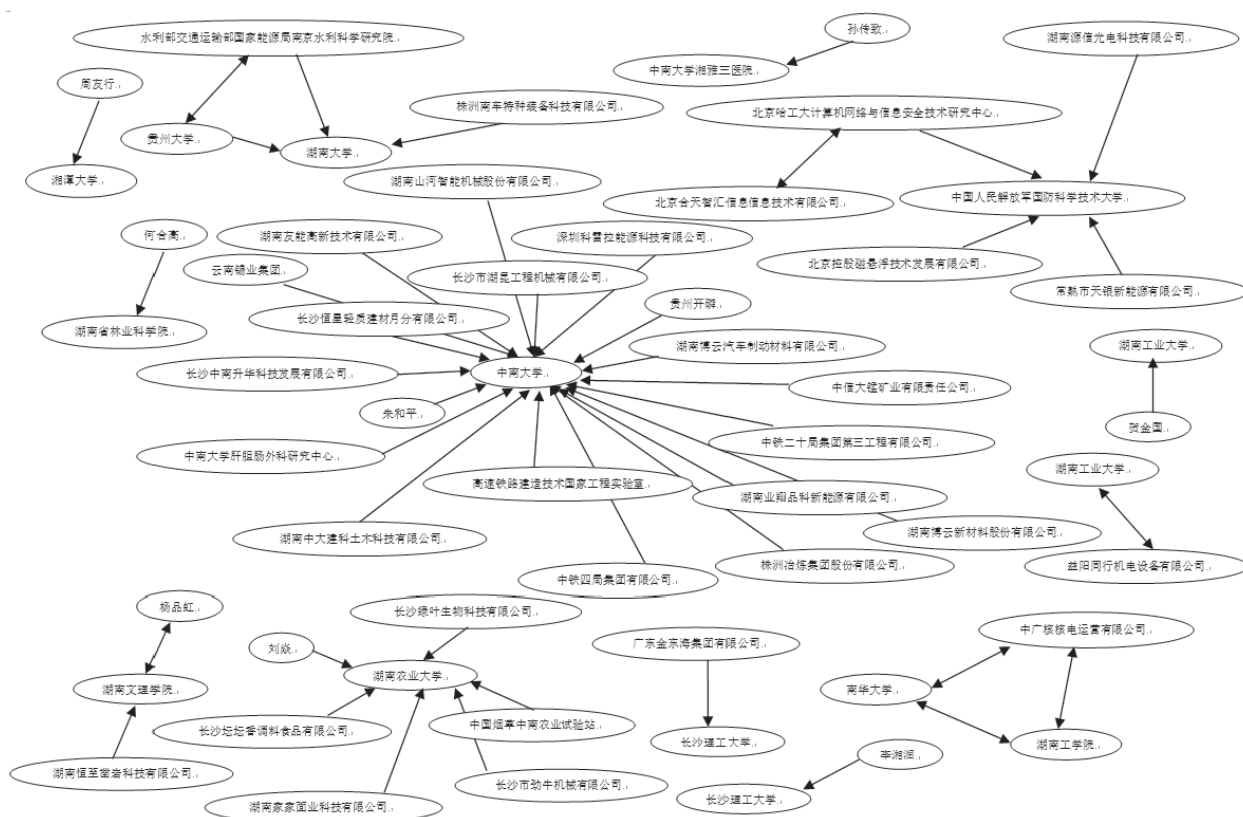 水利部交通运输部国家能源局南京水利科学研究院
孙传致
湖南源信光电科技有限公司
中南大学湘雅三医院
周友行
株洲南车特种装备科技有限公司
北京哈工大计算机网络与信息安全技术研究中心
贵州大学
湖南大学
湘潭大学
湖南山河智能机械股份有限公司
北京合天智汇信息信息技术有限公司
中国人民解放军国防科学技术大学
何合高
湖南友能高新技术有限公司
深圳科雷拉能源科技有限公司
云南锡业集团
长沙市湖昆工程机械有限公司
北京控股磁悬浮技术发展有限公司
常熟市天银新能源有限公司
贵州开磷
湖南省林业科学院
长沙恒星轻质建材月分有限公司
湖南博云汽车制动材料有限公司
湖南工业大学
长沙中南升华科技发展有限公司
中南大学
中信大锰矿业有限责任公司
朱和平
贺金国
中铁二十局集团第三工程有限公司
中南大学肝胆肠外科研究中心
湖南工业大学
高速铁路建造技术国家工程实验室
湖南业翔晶科新能源有限公司
湖南中大建科土木科技有限公司
湖南博云新材料股份有限公司
株洲冶炼集团股份有限公司
益阳同行机电设备有限公司
中铁四局集团有限公司
杨品虹
长沙绿叶生物科技有限公司
中广核核电运营有限公司
刘焱
广东金东海集团有限公司
湖南农业大学
湖南文理学院
南华大学
长沙坛坛香调料食品有限公司
中国烟草中南农业试验站
长沙理工大学
湖南工学院
湖南恒至凿岩科技有限公司
长沙市劲牛机械有限公司
湖南家家面业科技有限公司
长沙理工大学